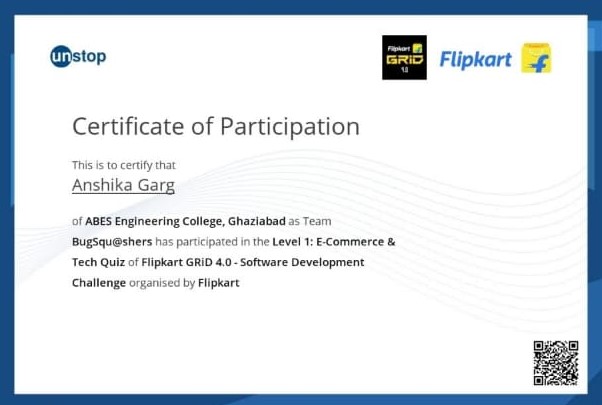 unstop
Flipkart
GRiD
4.0
Flipkart
Certificate of Participation
This is to certify that
Anshika Garg
of ABES Engineering College, Ghaziabad as Team
BugSqu@shers has participated in the Level 1: E-Commerce &
Tech Quiz of Flipkart GRiD 4.0 - Software Development
Challenge organised by Flipkart